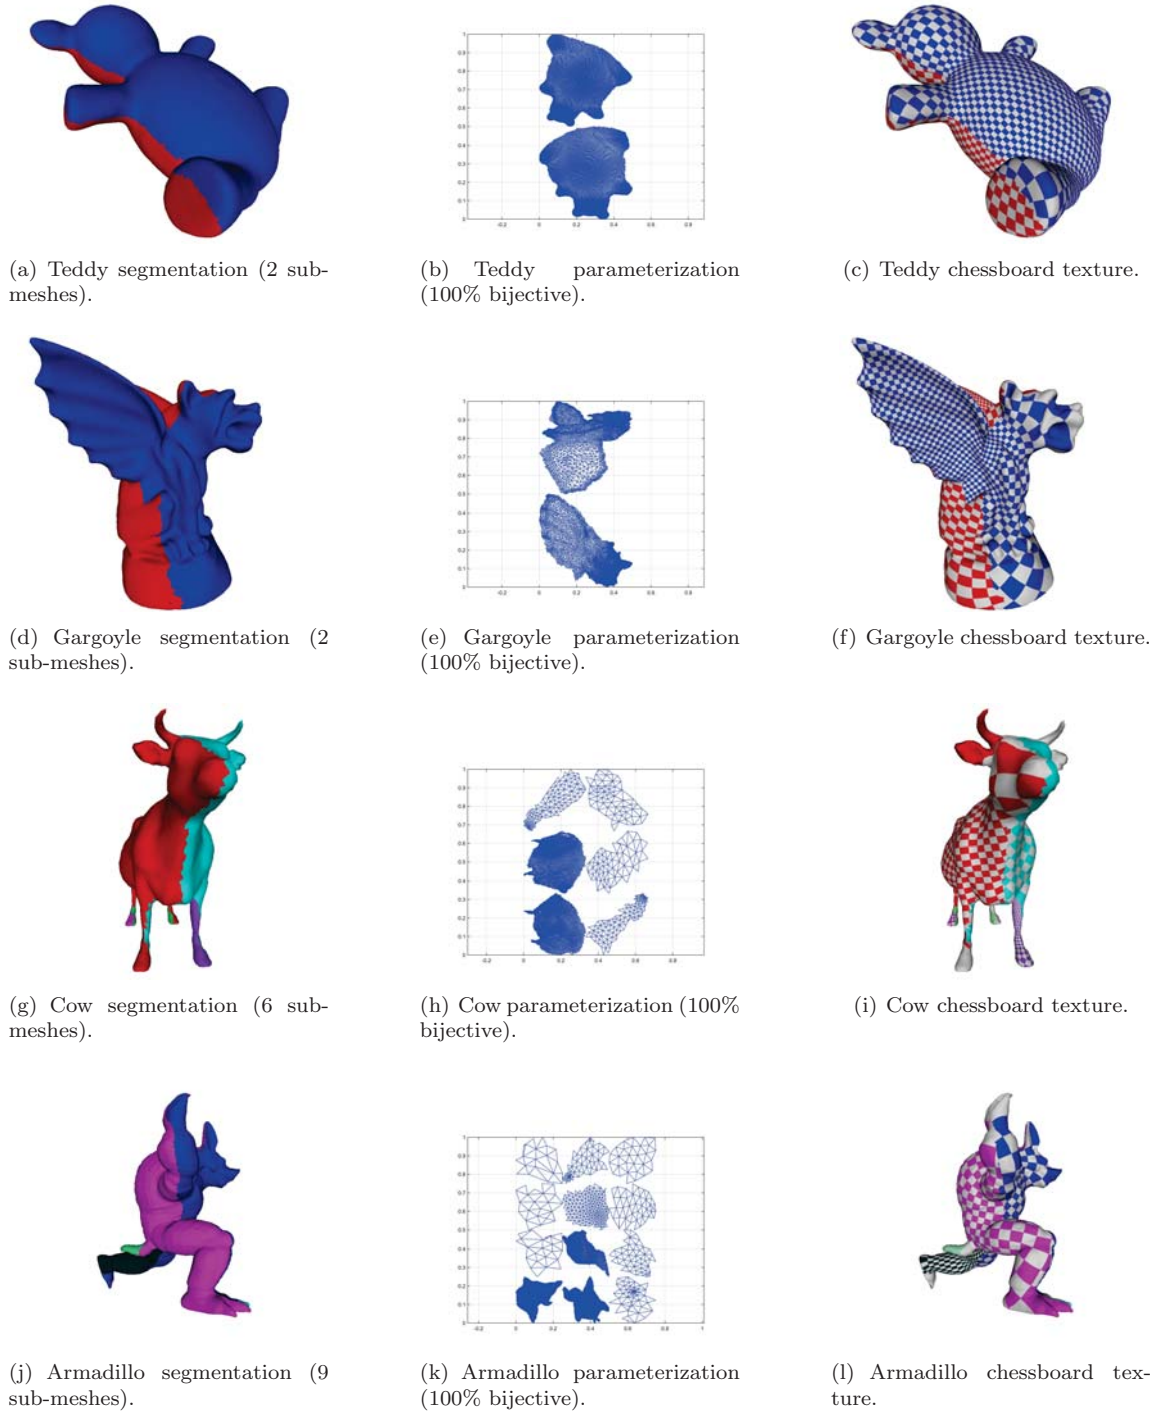 (a) Teddy segmentation (2 sub-
meshes).
(b) Teddy parameterization
(100% bijective).
(c) Teddy chessboard texture.
(d) Gargoyle segmentation (2
sub-meshes).
(e) Gargoyle parameterization
(100% bijective).
(f) Gargoyle chessboard texture.
(g) Cow segmentation (6 sub-
meshes).
(h) Cow parameterization (100%
bijective).
(i) Cow chessboard texture.
(j) Armadillo segmentation (9
sub-meshes).
(k) Armadillo parameterization
(100% bijective).
(l) Armadillo chessboard tex-
ture.